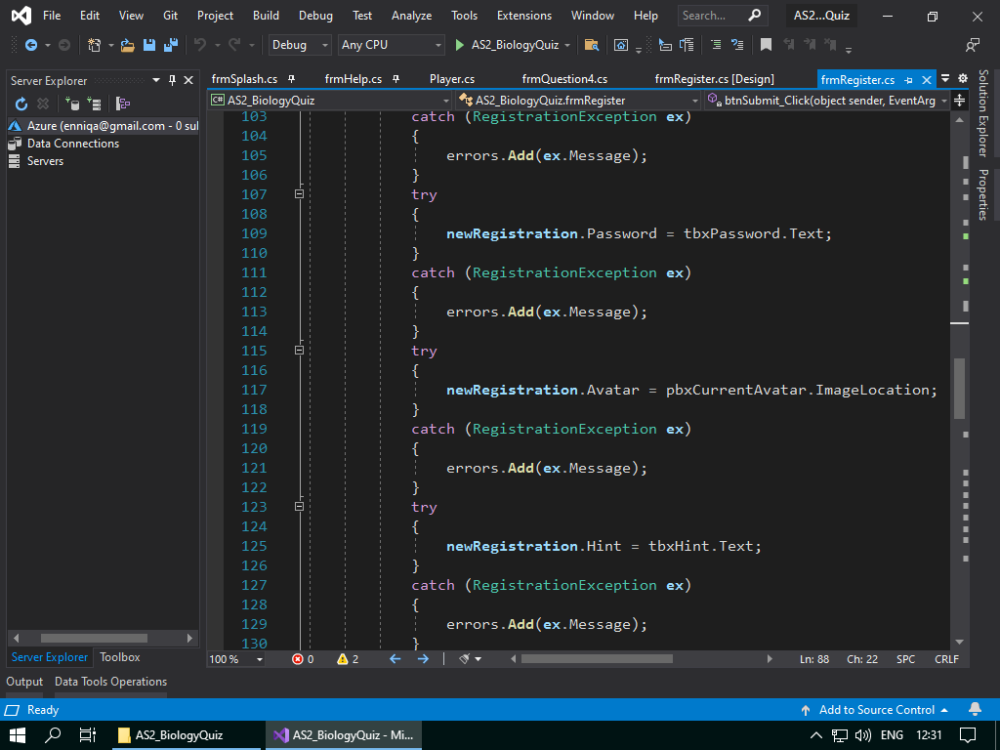 File Edit View Git Project Build Debug Test Analyze Tools Extensions Window Help Search... AS2...Quiz
Debug Any CPU AS2_BiologyQuiz
Server Explorer
frmSplash.cs frmHelp.cs Player.cs frmQuestion4.cs frmRegister.cs [Design] frmRegister.cs
C# AS2_BiologyQuiz AS2_BiologyQuiz.frmRegister btnSubmit_Click(object sender, EventArg
Azure (enniqa@gmail.com - 0 sul
Data Connections
Servers
103 catch (RegistrationException ex)
104 {
105 errors.Add(ex.Message);
106 }
107 try
108 {
109 newRegistration.Password = tbxPassword.Text;
110 }
111 catch (RegistrationException ex)
112 {
113 errors.Add(ex.Message);
114 }
115 try
116 {
117 newRegistration.Avatar = pbxCurrentAvatar.ImageLocation;
118 }
119 catch (RegistrationException ex)
120 {
121 errors.Add(ex.Message);
122 }
123 try
124 {
125 newRegistration.Hint = tbxHint.Text;
126 }
127 catch (RegistrationException ex)
128 {
129 errors.Add(ex.Message);
130 }
Solution Explorer
Properties
Server Explorer Toolbox
100 % 0 2 Ln: 88 Ch: 22 SPC CRLF
Output Data Tools Operations
Ready Add to Source Control
AS2_BiologyQuiz AS2_BiologyQuiz - Mi... ENG 12:31